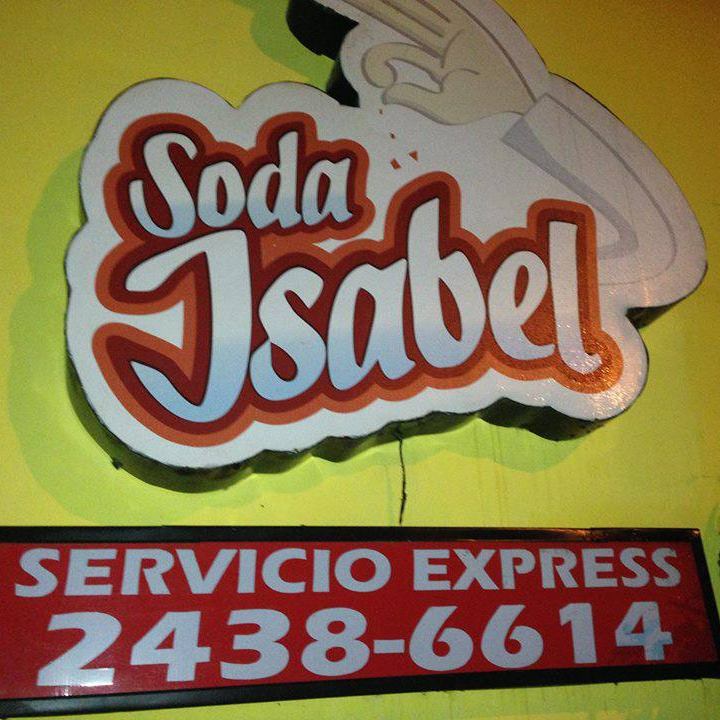 Soda
Isabel
SERVICIO EXPRESS
2438-6614